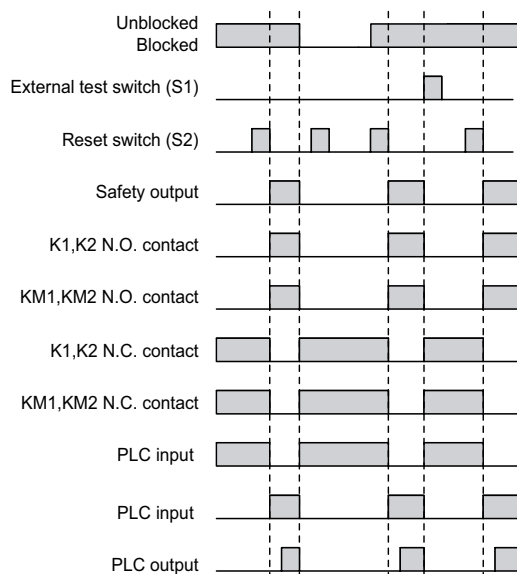 Unblocked
Blocked
External test switch (S1)
Reset switch (S2)
Safety output
K1,K2 N.O. contact
KM1,KM2 N.O. contact
K1,K2 N.C. contact
KM1,KM2 N.C. contact
PLC input
PLC input
PLC output